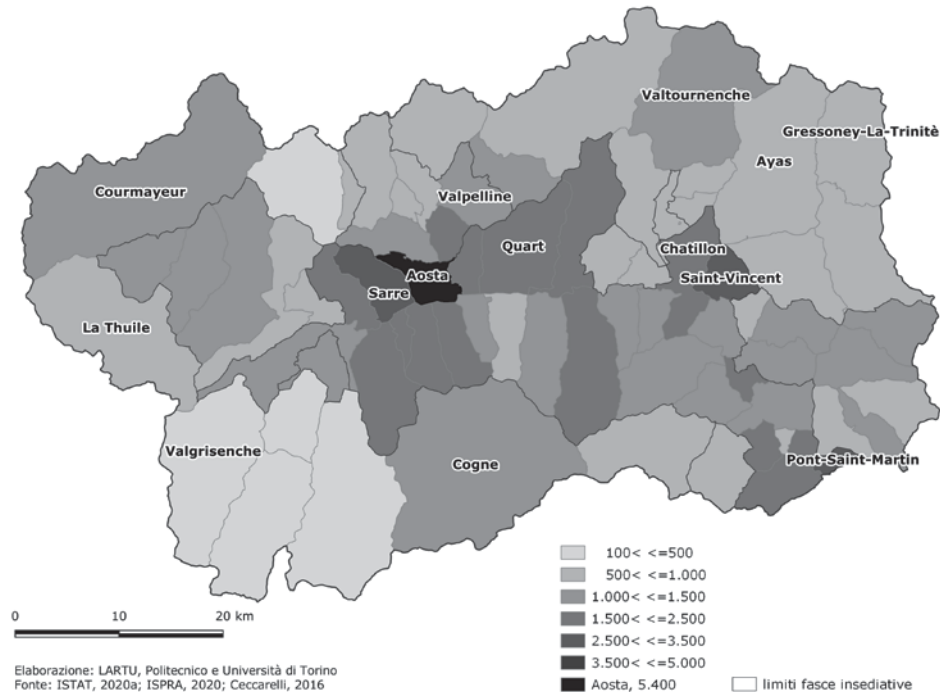 Valtournenche
Gressoney-La-Trinitè
Ayas
Courmayeur
Valpelline
Quart
Chatillon
Aosta
Saint-Vincent
Sarre
La Thuile
Valgrisenche
Cogne
Pont-Saint-Martin
100< <=500
500< <=1.000
1.000< <=1.500
1.500< <=2.500
2.500< <=3.500
3.500< <=5.000
Aosta, 5.400
limiti fasce insediative
0 10 20 km
Elaborazione: LARTU, Politecnico e Università di Torino
Fonte: ISTAT, 2020a; ISPRA, 2020; Ceccarelli, 2016